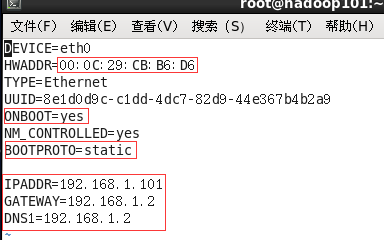 root@hadoop101:~
文件(F) 编辑(E) 查看(V) 搜索 (S) 终端(T) 帮助(H)
DEVICE=eth0
HWADDR=00:0C:29:CB:B6:D6
TYPE=Ethernet
UUID=8e1d0d9c-c1dd-4dc7-82d9-44e367b4b2a9
ONBOOT=yes
NM_CONTROLLED=yes
BOOTPROTO=static
IPADDR=192.168.1.101
GATEWAY=192.168.1.2
DNS1=192.168.1.2
~